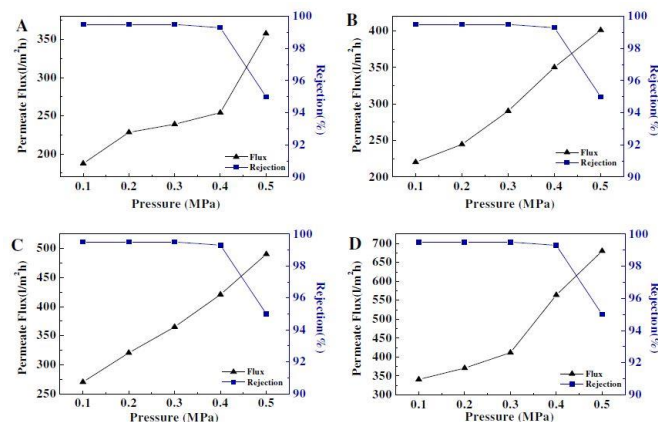 A
Permeate Flux(l/m²h)
350
300
250
200
100
98
96
94
92
90
Rejection(%)
Flux
Rejection
0.1 0.2 0.3 0.4 0.5
Pressure (MPa)
B
Permeate Flux(l/m²h)
400
350
300
250
200
100
98
96
94
92
90
Rejection(%)
Flux
Rejection
0.1 0.2 0.3 0.4 0.5
Pressure (MPa)
C
Permeate Flux(l/m²h)
500
450
400
350
300
250
100
98
96
94
92
90
Rejection(%)
Flux
Rejection
0.1 0.2 0.3 0.4 0.5
Pressure (MPa)
D
Permeate Flux(l/m²h)
700
650
600
550
500
450
400
350
300
100
98
96
94
92
90
Rejection(%)
Flux
Rejection
0.1 0.2 0.3 0.4 0.5
Pressure (MPa)